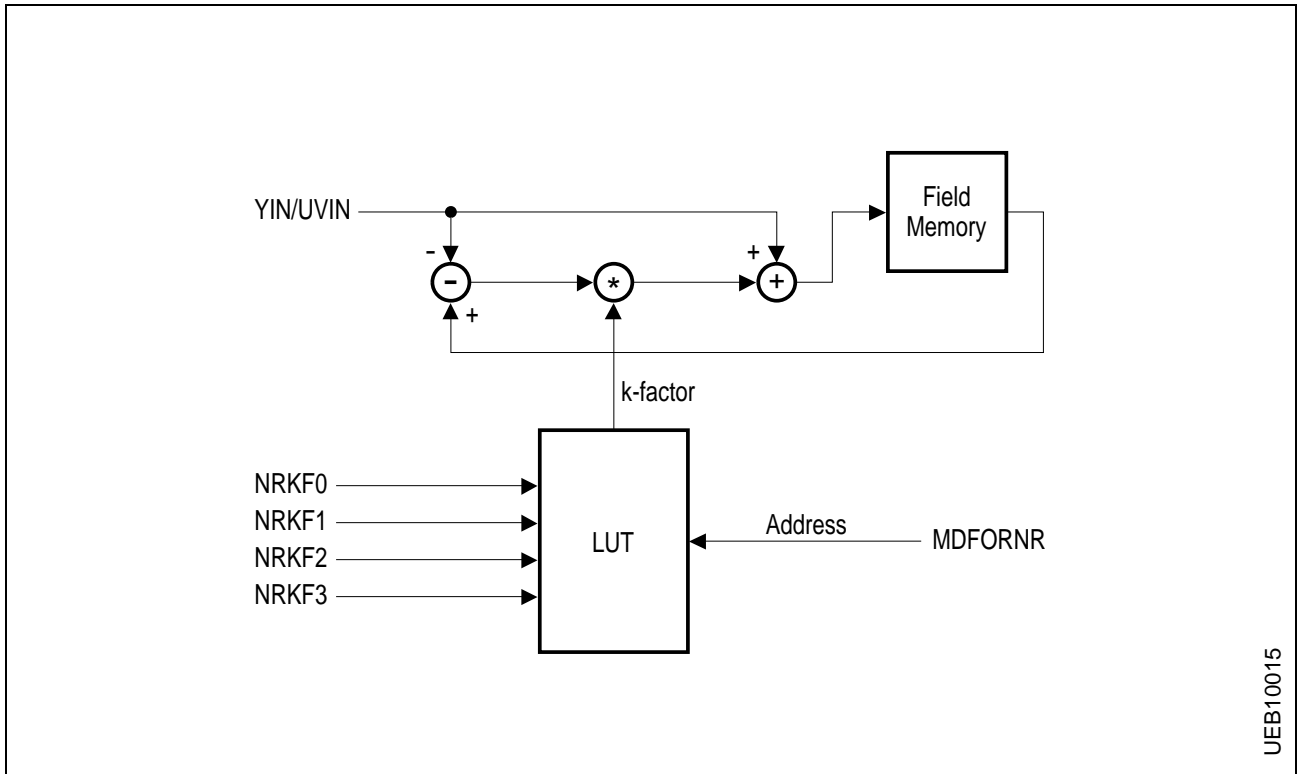 Field
Memory
YIN/UVIN
-
+
-
*
+
+
k-factor
NRKF0
NRKF1
NRKF2
NRKF3
LUT
Address
MDFORNR
UEB10015